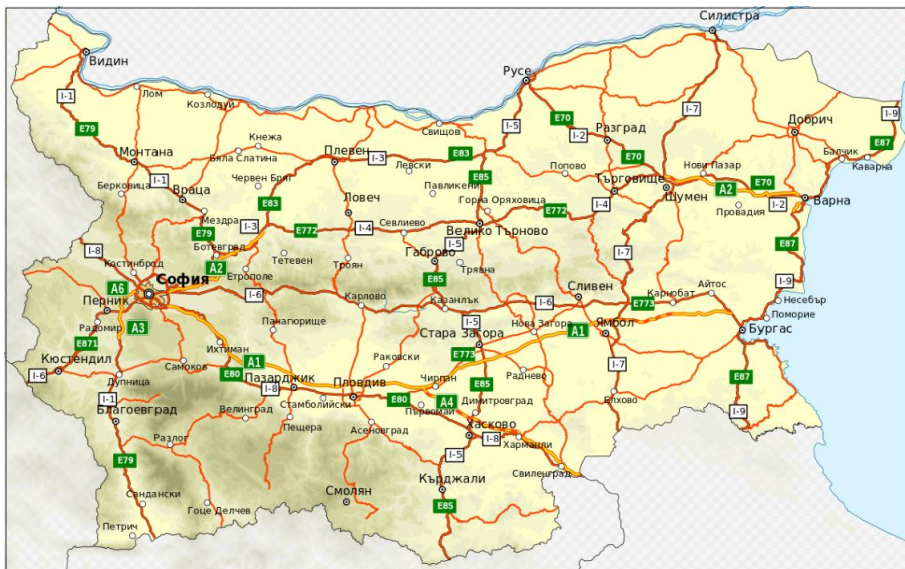 Силистра
Видин
Русе
I-1
Лом
Козлодуй
I-7
I-9
E79
Свищов
I-5
E70
I-2
Разград
Добрич
E87
Кнежа
Бяла Слатина
Плевен
I-3
E83
Монтана
Левски
E85
Попово
E70
Нови Пазар
Балчик
Каварна
I-1
Червен Бряг
Берковица
Враца
Павликени
Търговище
A2
E70
E83
Ловеч
Горна Оряховица
E772
I-4
Шумен
I-2
Варна
Мездра
I-3
E772
I-4
Севлиево
Велико Търново
Провадия
E79
I-8
Ботевград
I-5
Габрово
I-7
E87
Костинброд
A2
Етрополе
Тетевен
Троян
Трявна
София
E85
I-9
A6
I-6
Сливен
Айтос
Перник
Карлово
Казанлък
I-6
E773
Карнобат
Несебър
Радомир
A3
Панагюрище
I-5
Нова Загора
A1
Ямбол
Поморие
E871
Ихтиман
Стара Загора
Бургас
Кюстендил
A1
Раковски
E773
I-6
Дупница
Самоков
E80
Пазарджик
I-8
Пловдив
Чирпан
E85
Раднево
I-7
E87
I-1
Стамболийски
E80
A4
Димитровград
Елхово
Благоевград
Велинград
Първомай
I-9
Пещера
Асеновград
Хасково
I-8
Харманли
Разлог
I-5
E79
Свиленград
Кърджали
Сандански
Гоце Делчев
Смолян
E85
Петрич
I-5